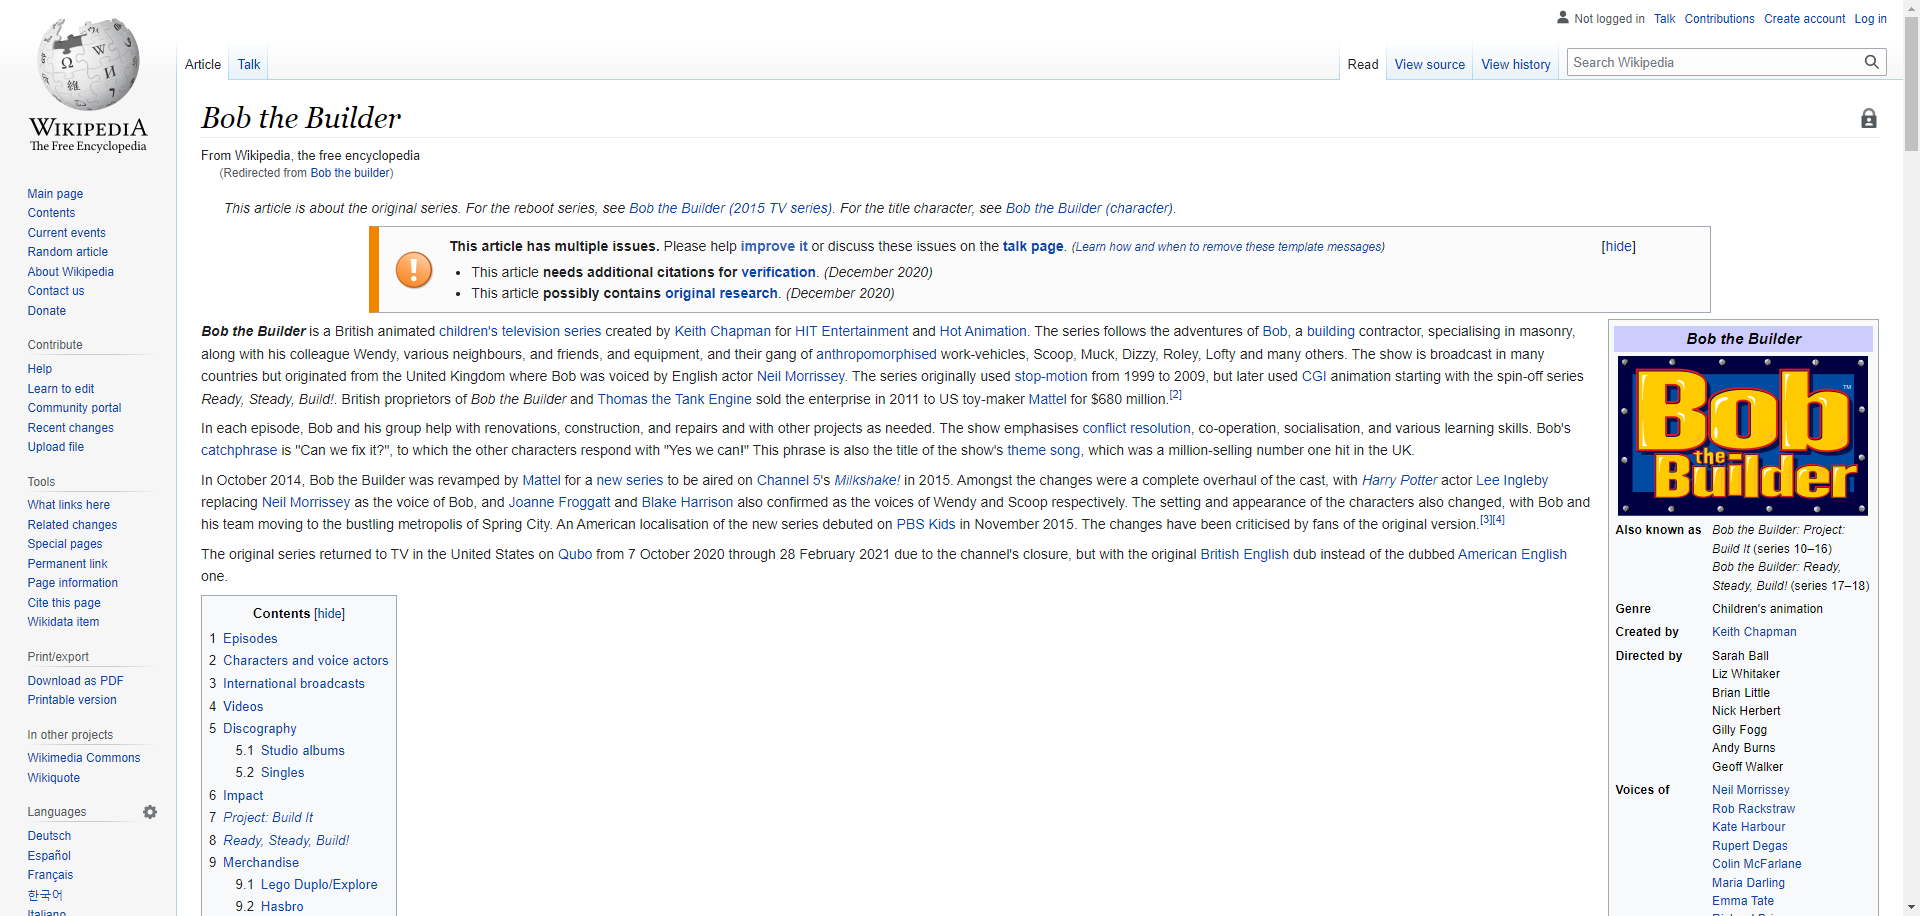 Not logged in Talk Contributions Create account Log in
Article Talk
Read View source View history Search Wikipedia
WIKIPEDIA
The Free Encyclopedia
Main page
Contents
Current events
Random article
About Wikipedia
Contact us
Donate
Contribute
Help
Learn to edit
Community portal
Recent changes
Upload file
Tools
What links here
Related changes
Special pages
Permanent link
Page information
Cite this page
Wikidata item
Print/export
Download as PDF
Printable version
In other projects
Wikimedia Commons
Wikiquote
Languages
Deutsch
Español
Français
한국어
Italiano
Bob the Builder
From Wikipedia, the free encyclopedia
(Redirected from Bob the builder)
This article is about the original series. For the reboot series, see Bob the Builder (2015 TV series). For the title character, see Bob the Builder (character).
This article has multiple issues. Please help improve it or discuss these issues on the talk page. (Learn how and when to remove these template messages) [hide]
• This article needs additional citations for verification. (December 2020)
• This article possibly contains original research. (December 2020)
Bob the Builder is a British animated children's television series created by Keith Chapman for HIT Entertainment and Hot Animation. The series follows the adventures of Bob, a building contractor, specialising in masonry,
along with his colleague Wendy, various neighbours, and friends, and equipment, and their gang of anthropomorphised work-vehicles, Scoop, Muck, Dizzy, Roley, Lofty and many others. The show is broadcast in many
countries but originated from the United Kingdom where Bob was voiced by English actor Neil Morrissey. The series originally used stop-motion from 1999 to 2009, but later used CGI animation starting with the spin-off series
Ready, Steady, Build!. British proprietors of Bob the Builder and Thomas the Tank Engine sold the enterprise in 2011 to US toy-maker Mattel for $680 million.[2]
In each episode, Bob and his group help with renovations, construction, and repairs and with other projects as needed. The show emphasises conflict resolution, co-operation, socialisation, and various learning skills. Bob's
catchphrase is "Can we fix it?", to which the other characters respond with "Yes we can!" This phrase is also the title of the show's theme song, which was a million-selling number one hit in the UK.
In October 2014, Bob the Builder was revamped by Mattel for a new series to be aired on Channel 5's Milkshake! in 2015. Amongst the changes were a complete overhaul of the cast, with Harry Potter actor Lee Ingleby
replacing Neil Morrissey as the voice of Bob, and Joanne Froggatt and Blake Harrison also confirmed as the voices of Wendy and Scoop respectively. The setting and appearance of the characters also changed, with Bob and
his team moving to the bustling metropolis of Spring City. An American localisation of the new series debuted on PBS Kids in November 2015. The changes have been criticised by fans of the original version.[3][4]
The original series returned to TV in the United States on Qubo from 7 October 2020 through 28 February 2021 due to the channel's closure, but with the original British English dub instead of the dubbed American English
one.
Contents [hide]
1 Episodes
2 Characters and voice actors
3 International broadcasts
4 Videos
5 Discography
5.1 Studio albums
5.2 Singles
6 Impact
7 Project: Build It
8 Ready, Steady, Build!
9 Merchandise
9.1 Lego Duplo/Explore
9.2 Hasbro
Bob the Builder
Bob
the
Builder
TM
Also known as Bob the Builder: Project:
Build It (series 10–16)
Bob the Builder: Ready,
Steady, Build! (series 17–18)
Genre Children's animation
Created by Keith Chapman
Directed by Sarah Ball
Liz Whitaker
Brian Little
Nick Herbert
Gilly Fogg
Andy Burns
Geoff Walker
Voices of Neil Morrissey
Rob Rackstraw
Kate Harbour
Rupert Degas
Colin McFarlane
Maria Darling
Emma Tate